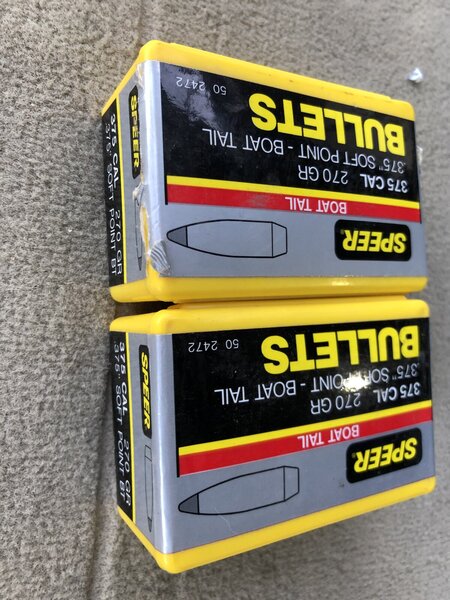 SPEER
BOAT TAIL
375 CAL 270 GR
.375" SOFT POINT - BOAT TAIL
BULLETS
50 2472
SPEER
375 CAL 270 GR
.375" SOFT POINT BT
SPEER
BOAT TAIL
375 CAL 270 GR
.375" SOFT POINT - BOAT TAIL
BULLETS
50 2472
SPEER
375 CAL 270 GR
.375" SOFT POINT BT